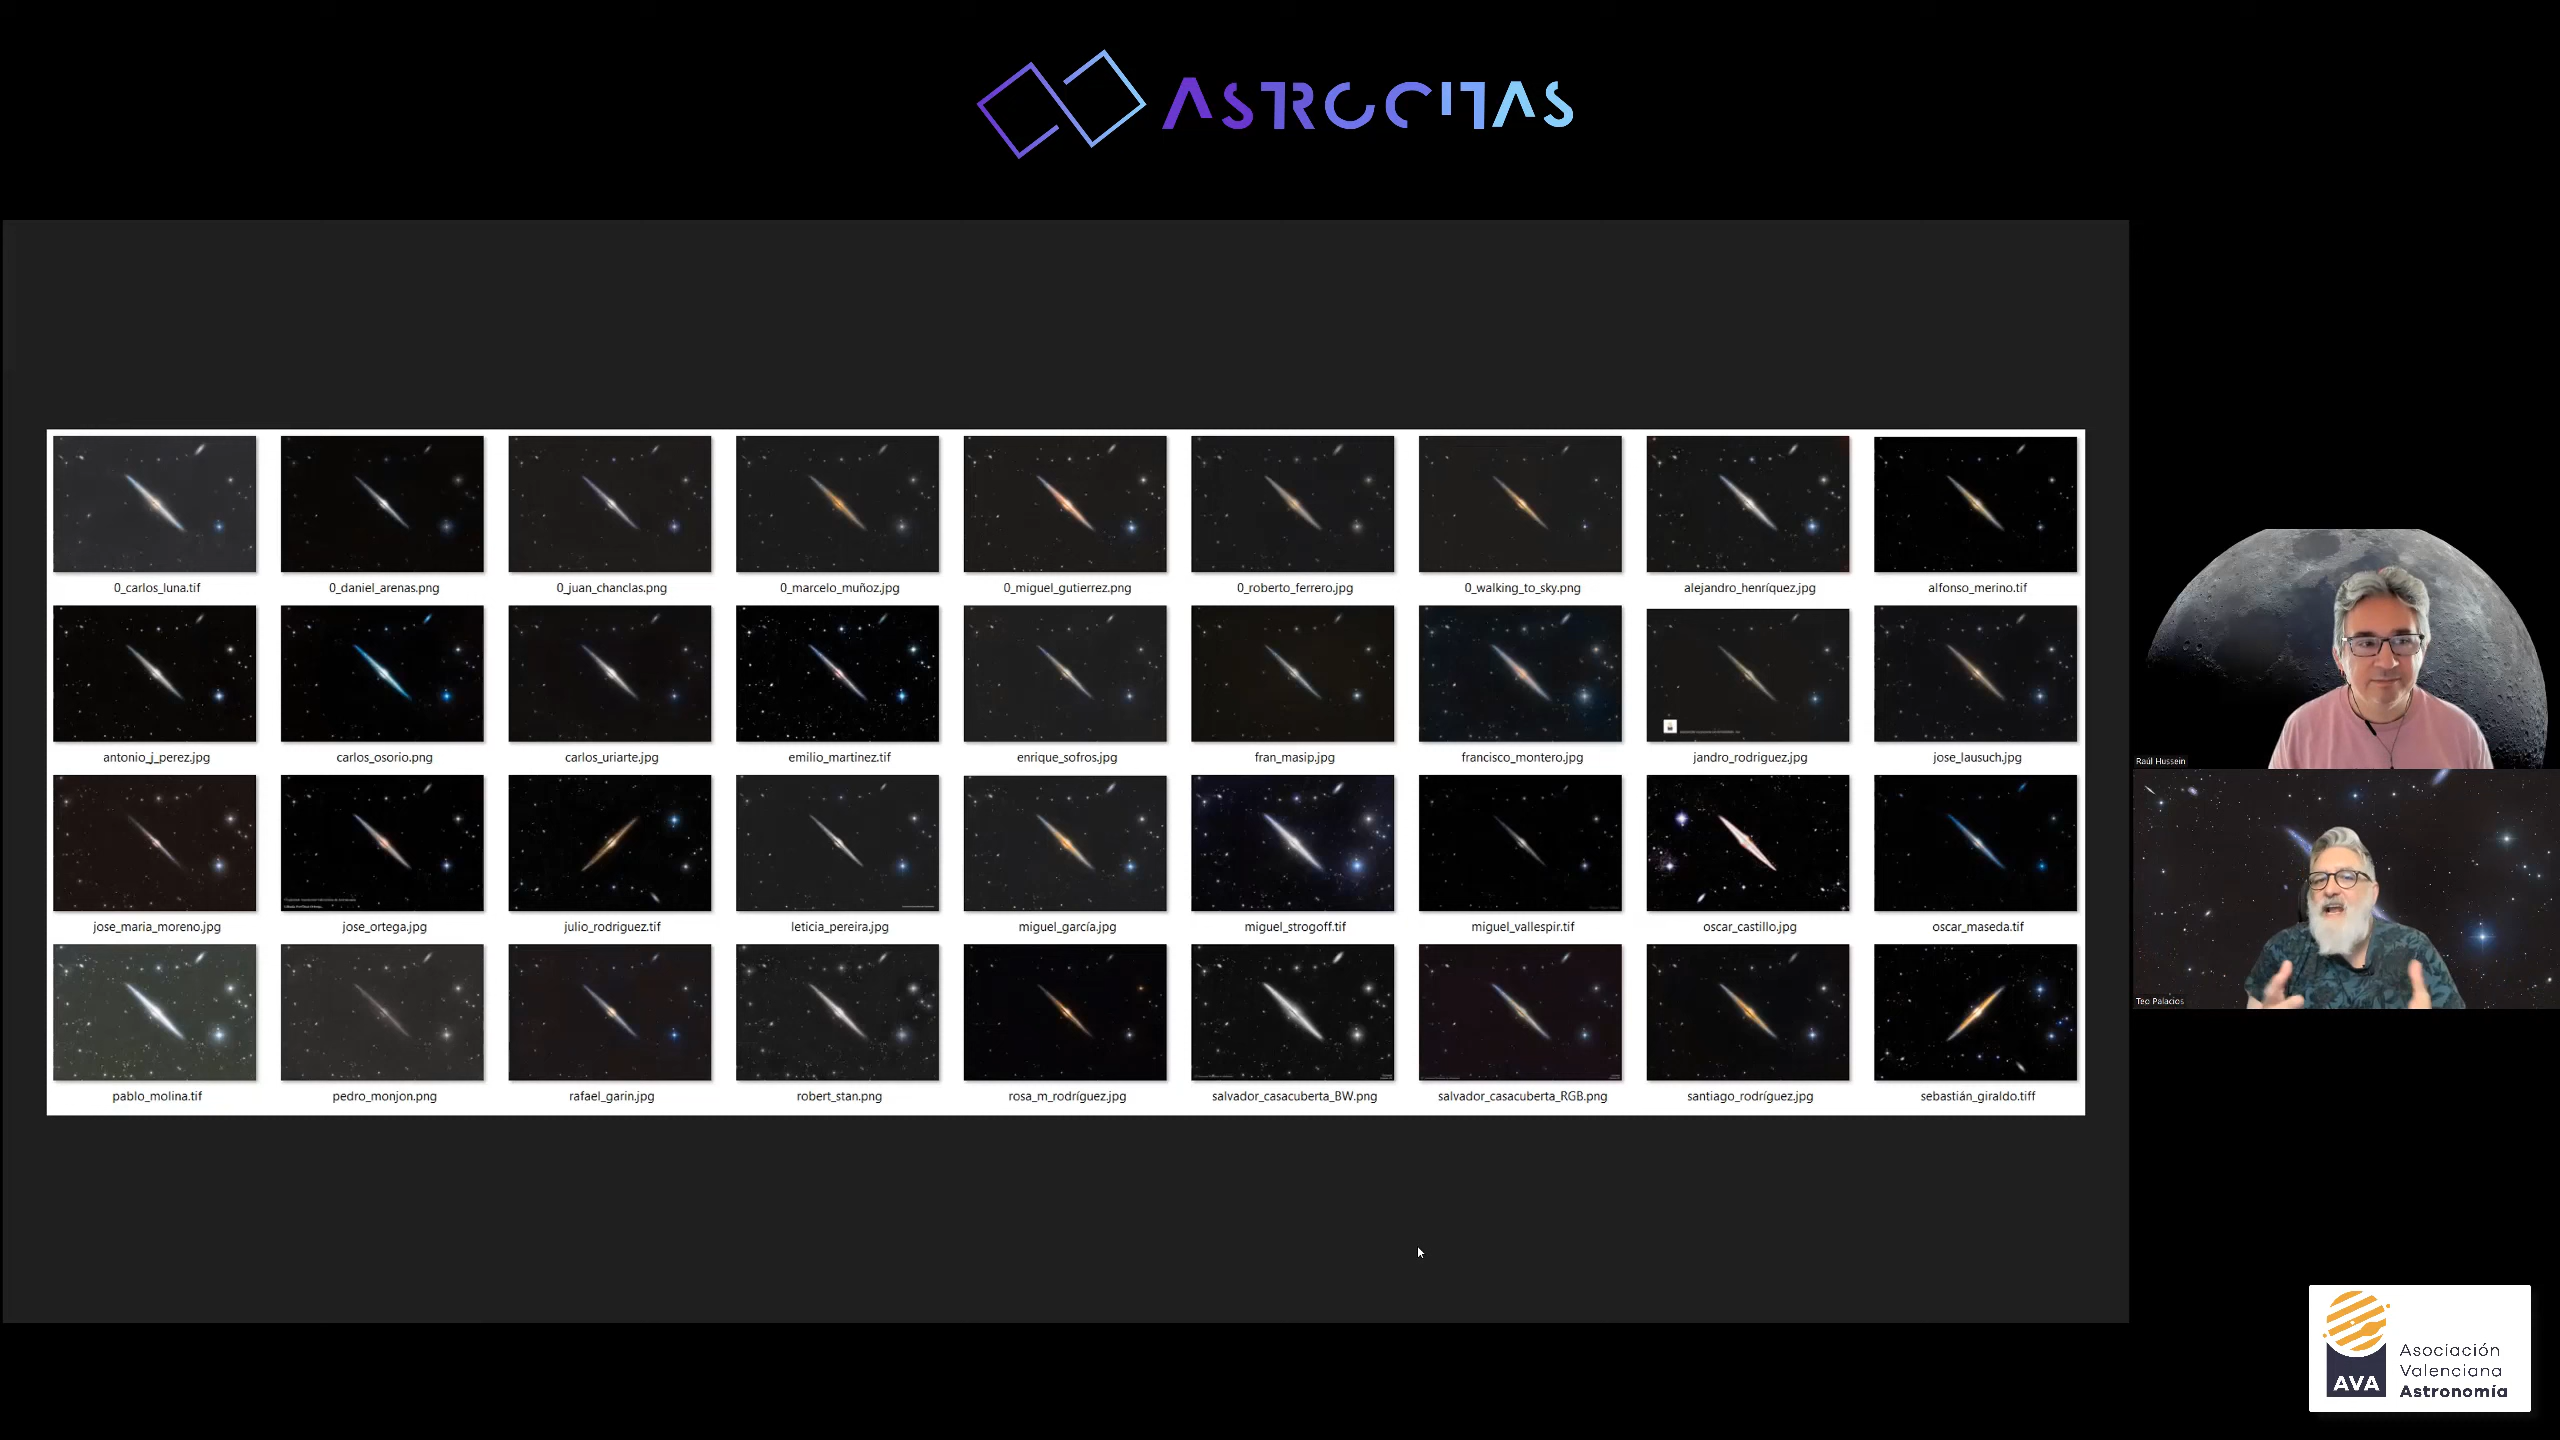 ASTROCITAS
0_carlos_luna.tif
0_daniel_arenas.png
0_juan_chanclas.png
0_marcelo_muñoz.jpg
0_miguel_gutierrez.png
0_roberto_ferrero.jpg
0_walking_to_sky.png
alejandro_henríquez.jpg
alfonso_merino.tif
antonio_j_perez.jpg
carlos_osorio.png
carlos_uriarte.jpg
emilio_martinez.tif
enrique_sofros.jpg
fran_masip.jpg
francisco_montero.jpg
jandro_rodriguez.jpg
jose_lausuch.jpg
jose_maria_moreno.jpg
jose_ortega.jpg
julio_rodriguez.tif
leticia_pereira.jpg
miguel_garcía.jpg
miguel_strogoff.tif
miguel_vallespir.tif
oscar_castillo.jpg
oscar_maseda.tif
pablo_molina.tif
pedro_monjon.png
rafael_garin.jpg
robert_stan.png
rosa_m_rodríguez.jpg
salvador_casacuberta_BW.png
salvador_casacuberta_RGB.png
santiago_rodríguez.jpg
sebastián_giraldo.tiff
Raúl Hussein
Teo Palacios
AVA
Asociación
Valenciana
Astronomía